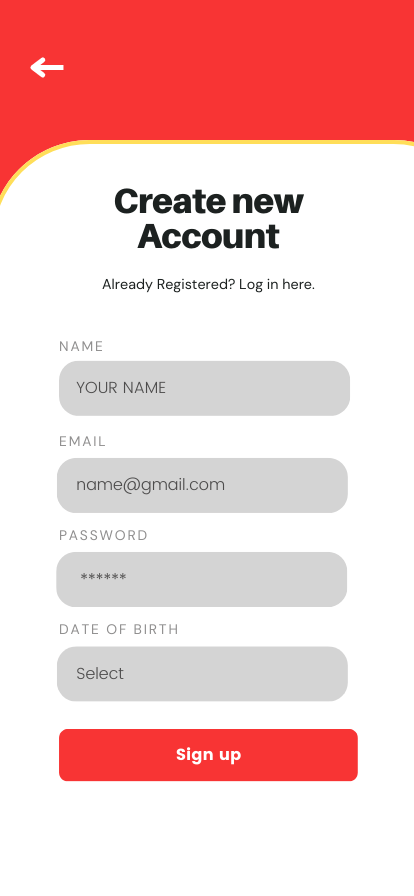 Create new
Account
Already Registered? Log in here.
NAME
YOUR NAME
EMAIL
name@gmail.com
PASSWORD
******
DATE OF BIRTH
Select
Sign up